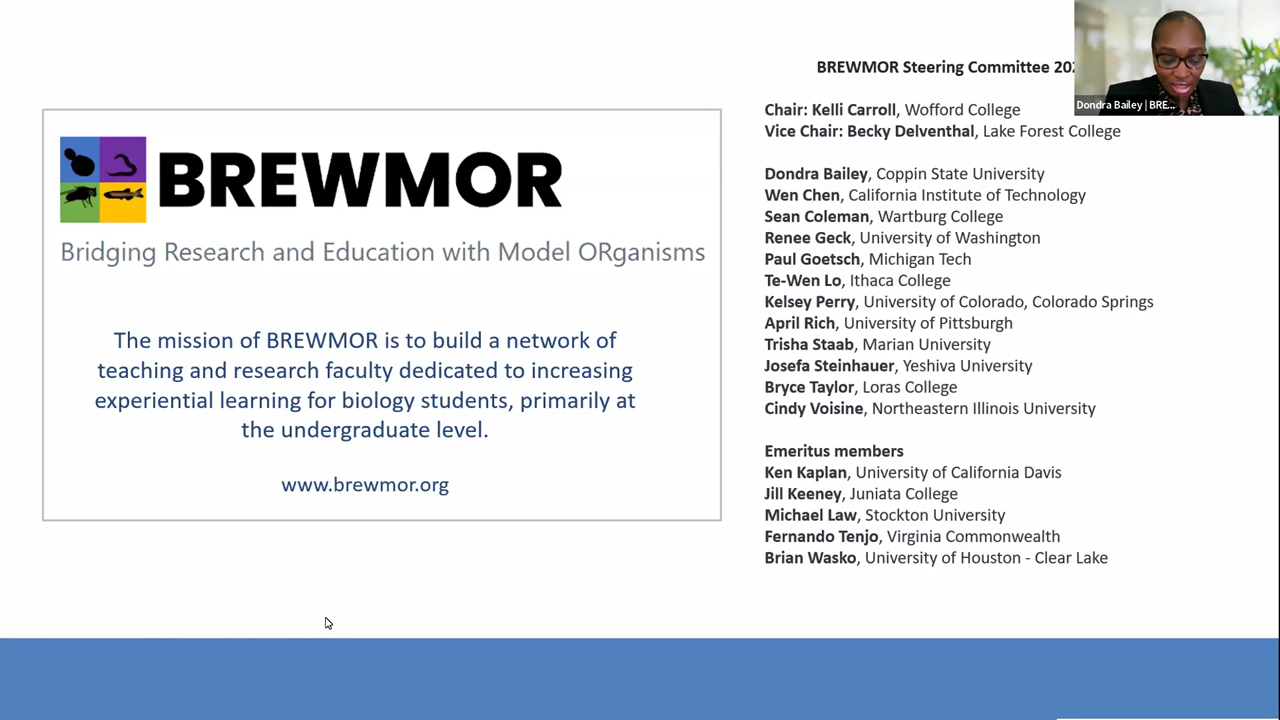 BREWMOR
Bridging Research and Education with Model ORganisms
The mission of BREWMOR is to build a network of
teaching and research faculty dedicated to increasing
experiential learning for biology students, primarily at
the undergraduate level.
www.brewmor.org
BREWMOR Steering Committee
Chair: Kelli Carroll, Wofford College
Vice Chair: Becky Delventhal, Lake Forest College
Dondra Bailey, Coppin State University
Wen Chen, California Institute of Technology
Sean Coleman, Wartburg College
Renee Geck, University of Washington
Paul Goetsch, Michigan Tech
Te-Wen Lo, Ithaca College
Kelsey Perry, University of Colorado, Colorado Springs
April Rich, University of Pittsburgh
Trisha Staab, Marian University
Josefa Steinhauer, Yeshiva University
Bryce Taylor, Loras College
Cindy Voisine, Northeastern Illinois University
Emeritus members
Ken Kaplan, University of California Davis
Jill Keeney, Juniata College
Michael Law, Stockton University
Fernando Tenjo, Virginia Commonwealth
Brian Wasko, University of Houston - Clear Lake
Dondra Bailey | BRE...